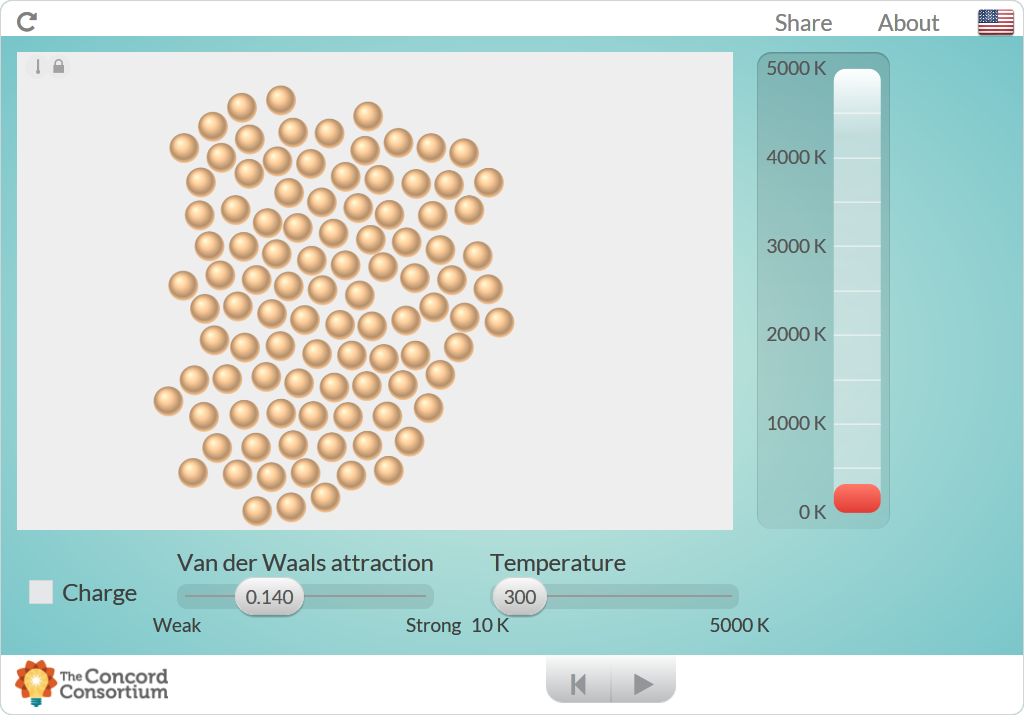 Share About
5000 K
4000 K
3000 K
2000 K
1000 K
0 K
Van der Waals attraction Temperature
Charge 0.140 300
Weak Strong 10 K 5000 K
The Concord
Consortium